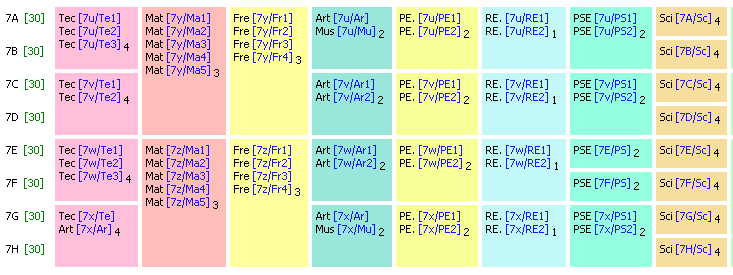 7A [30]
7B [30]
7C [30]
7D [30]
7E [30]
7F [30]
7G [30]
7H [30]
Tec [7u/Te1]
Tec [7u/Te2]
Tec [7u/Te3] 4
Tec [7v/Te1]
Tec [7v/Te2] 4
Tec [7w/Te1]
Tec [7w/Te2]
Tec [7w/Te3] 4
Tec [7x/Te]
Art [7x/Ar] 4
Mat [7y/Ma1]
Mat [7y/Ma2]
Mat [7y/Ma3]
Mat [7y/Ma4]
Mat [7y/Ma5] 3
Mat [7z/Ma1]
Mat [7z/Ma2]
Mat [7z/Ma3]
Mat [7z/Ma4]
Mat [7z/Ma5] 3
Fre [7y/Fr1]
Fre [7y/Fr2]
Fre [7y/Fr3]
Fre [7y/Fr4] 3
Fre [7z/Fr1]
Fre [7z/Fr2]
Fre [7z/Fr3]
Fre [7z/Fr4] 3
Art [7u/Ar]
Mus [7u/Mu] 2
Art [7v/Ar1]
Art [7v/Ar2] 2
Art [7w/Ar1]
Art [7w/Ar2] 2
Art [7x/Ar]
Mus [7x/Mu] 2
PE. [7u/PE1]
PE. [7u/PE2] 2
PE. [7v/PE1]
PE. [7v/PE2] 2
PE. [7w/PE1]
PE. [7w/PE2] 2
PE. [7x/PE1]
PE. [7x/PE2] 2
RE. [7u/RE1]
RE. [7u/RE2] 1
RE. [7v/RE1]
RE. [7v/RE2] 1
RE. [7w/RE1]
RE. [7w/RE2] 1
RE. [7x/RE1]
RE. [7x/RE2] 1
PSE [7u/PS1]
PSE [7u/PS2] 2
PSE [7v/PS1]
PSE [7v/PS2] 2
PSE [7E/PS] 2
PSE [7F/PS] 2
PSE [7x/PS1]
PSE [7x/PS2] 2
Sci [7A/Sc] 4
Sci [7B/Sc] 4
Sci [7C/Sc] 4
Sci [7D/Sc] 4
Sci [7E/Sc] 4
Sci [7F/Sc] 4
Sci [7G/Sc] 4
Sci [7H/Sc] 4